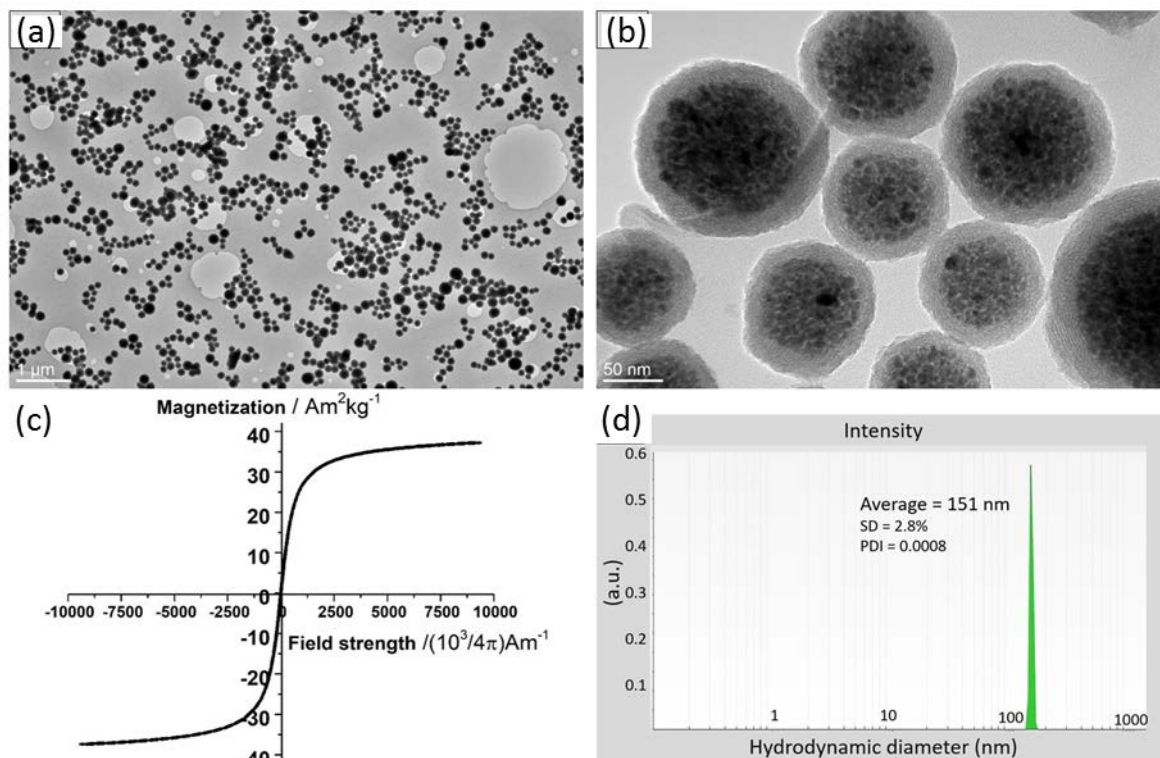 (a)
1 µm
(b)
50 nm
(c)
Magnetization / Am²kg⁻¹
40
30
20
10
0
-10
-20
-30
-40
-10000 -7500 -5000 -2500 0 2500 5000 7500 10000
Field strength /(10³/4π)Am⁻¹
(d)
Intensity
0.6
0.5
0.4
0.3
0.2
0.1
(a.u.)
Average = 151 nm
SD = 2.8%
PDI = 0.0008
1 10 100 1000
Hydrodynamic diameter (nm)